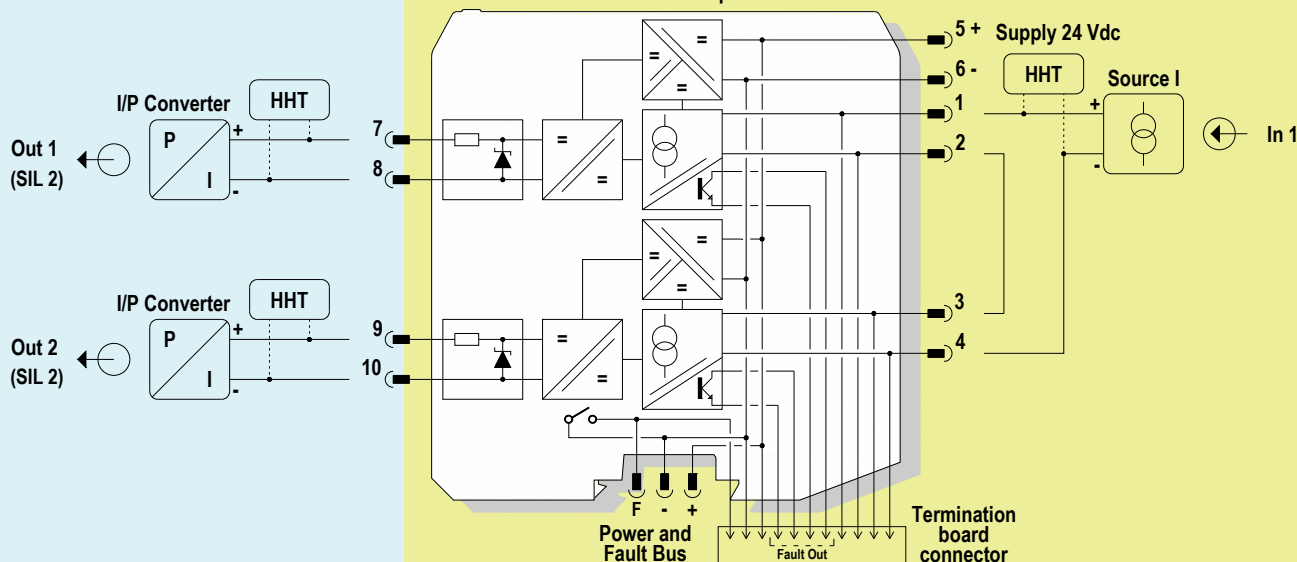 5 +
Supply 24 Vdc
6 -
HHT
Source I
1
+
2
-
In 1
I/P Converter
HHT
P
I
+
-
7
8
Out 1
(SIL 2)
=
=
=
=
=
=
=
=
=
=
I/P Converter
HHT
P
I
+
-
9
10
Out 2
(SIL 2)
3
4
F - +
Power and
Fault Bus
Fault Out
Termination
board
connector